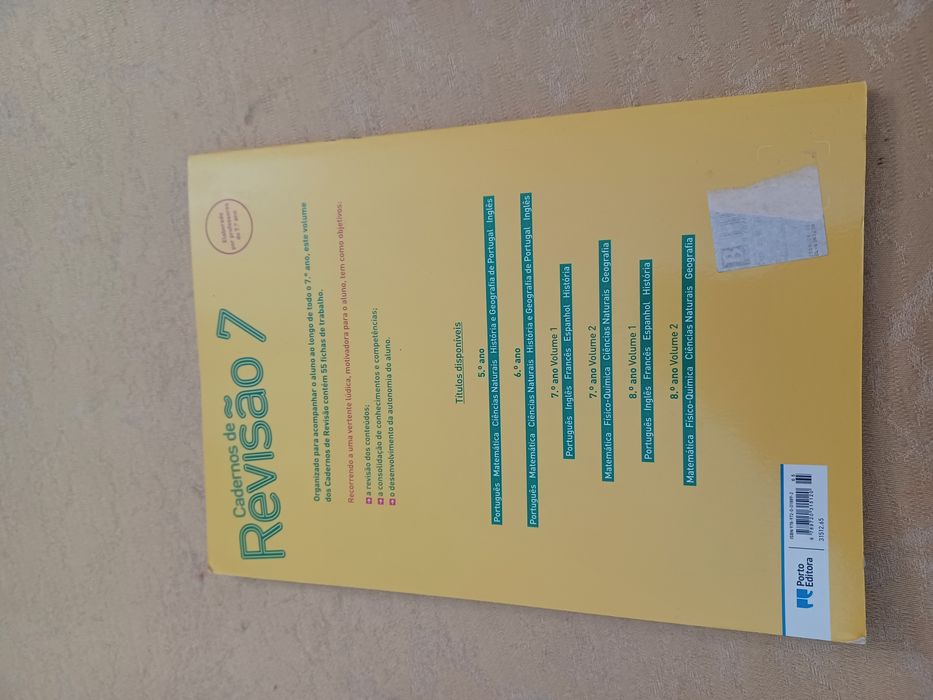 Cadernos de
Revisão 7
Elaborado
por professores
do 7.º ano
Organizado para acompanhar o aluno ao longo de todo o 7.º ano, este volume
dos Cadernos de Revisão contém 55 fichas de trabalho.
Recorrendo a uma vertente lúdica, motivadora para o aluno, tem como objetivos:
a revisão dos conteúdos;
a consolidação de conhecimentos e competências;
o desenvolvimento da autonomia do aluno.
Títulos disponíveis
5.º ano
Português Matemática Ciências Naturais História e Geografia de Portugal Inglês
6.º ano
Português Matemática Ciências Naturais História e Geografia de Portugal Inglês
7.º ano Volume 1
Português Inglês Francês Espanhol História
7.º ano Volume 2
Matemática Físico-Química Ciências Naturais Geografia
8.º ano Volume 1
Português Inglês Francês Espanhol História
8.º ano Volume 2
Matemática Físico-Química Ciências Naturais Geografia
Porto
Editora
31512.65